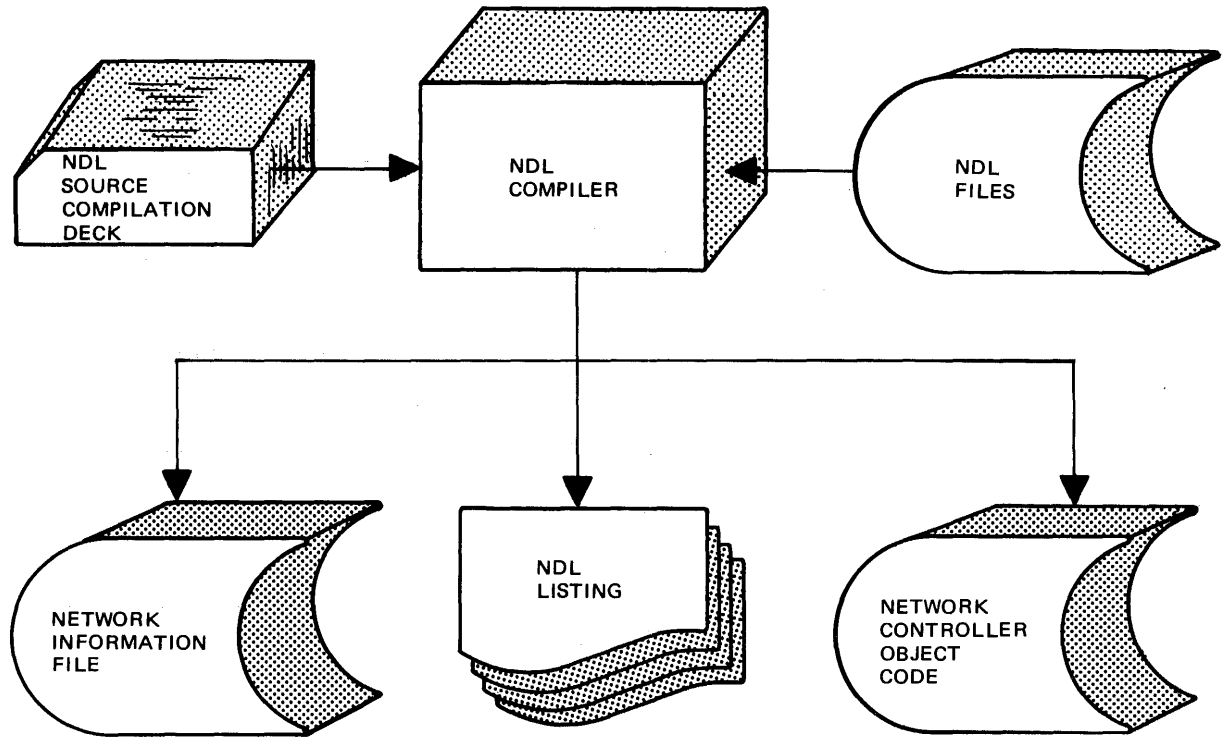 NDL
SOURCE
COMPILATION
DECK
NDL
COMPILER
NDL
FILES
NETWORK
INFORMATION
FILE
NDL
LISTING
NETWORK
CONTROLLER
OBJECT
CODE